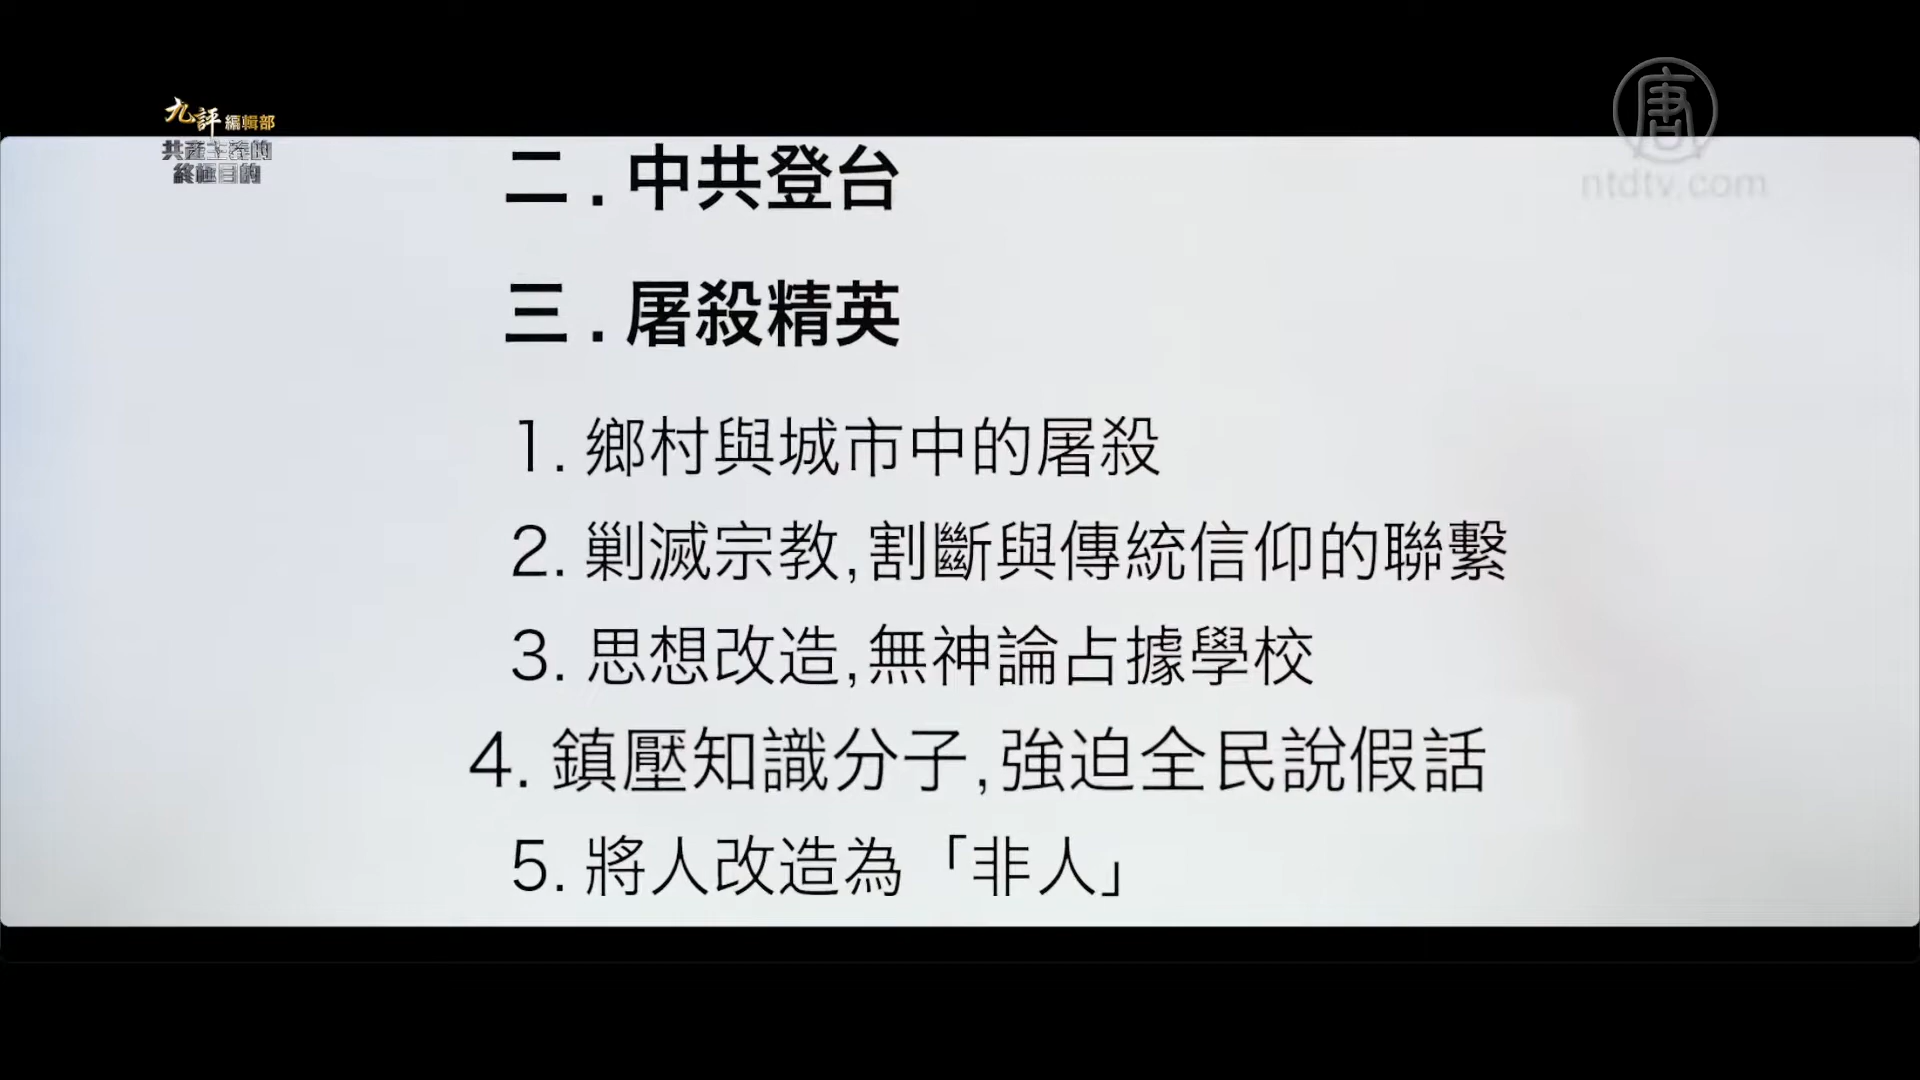 九評編輯部
共產主義的
終極目的
唐
ntdtv.com
二.中共登台
三.屠殺精英
1.鄉村與城市中的屠殺
2.剿滅宗教,割斷與傳統信仰的聯繫
3.思想改造,無神論占據學校
4.鎮壓知識分子,強迫全民說假話
5.將人改造為「非人」